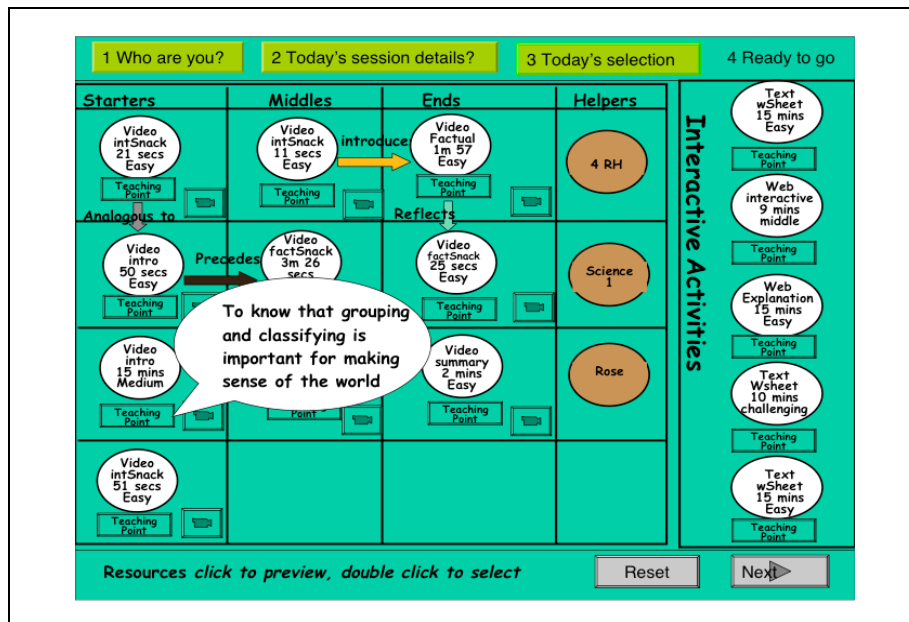 1 Who are you?
2 Today's session details?
3 Today's selection
4 Ready to go
Starters
Middles
Ends
Helpers
Video
intSnack
21 secs
Easy
Teaching
Point
Video
intSnack
11 secs
Easy
Teaching
Point
introduce
Video
Factual
1m 57
Easy
Teaching
Point
4 RH
Analogous to
Reflects
Video
intro
50 secs
Easy
Teaching
Point
Precedes
Video
factSnack
3m 26
secs
Video
factSnack
25 secs
Easy
Teaching
Point
Science
1
To know that grouping
and classifying is
important for making
sense of the world
Video
intro
15 mins
Medium
Teaching
Point
Point
Video
summary
2 mins
Easy
Teaching
Point
Rose
Video
intSnack
51 secs
Easy
Teaching
Point
Interactive Activities
Text
wSheet
15 mins
Easy
Teaching
Point
Web
interactive
9 mins
middle
Teaching
Point
Web
Explanation
15 mins
Easy
Teaching
Point
Text
Wsheet
10 mins
challenging
Teaching
Point
Text
wSheet
15 mins
Easy
Teaching
Point
Resources click to preview, double click to select
Reset
Next